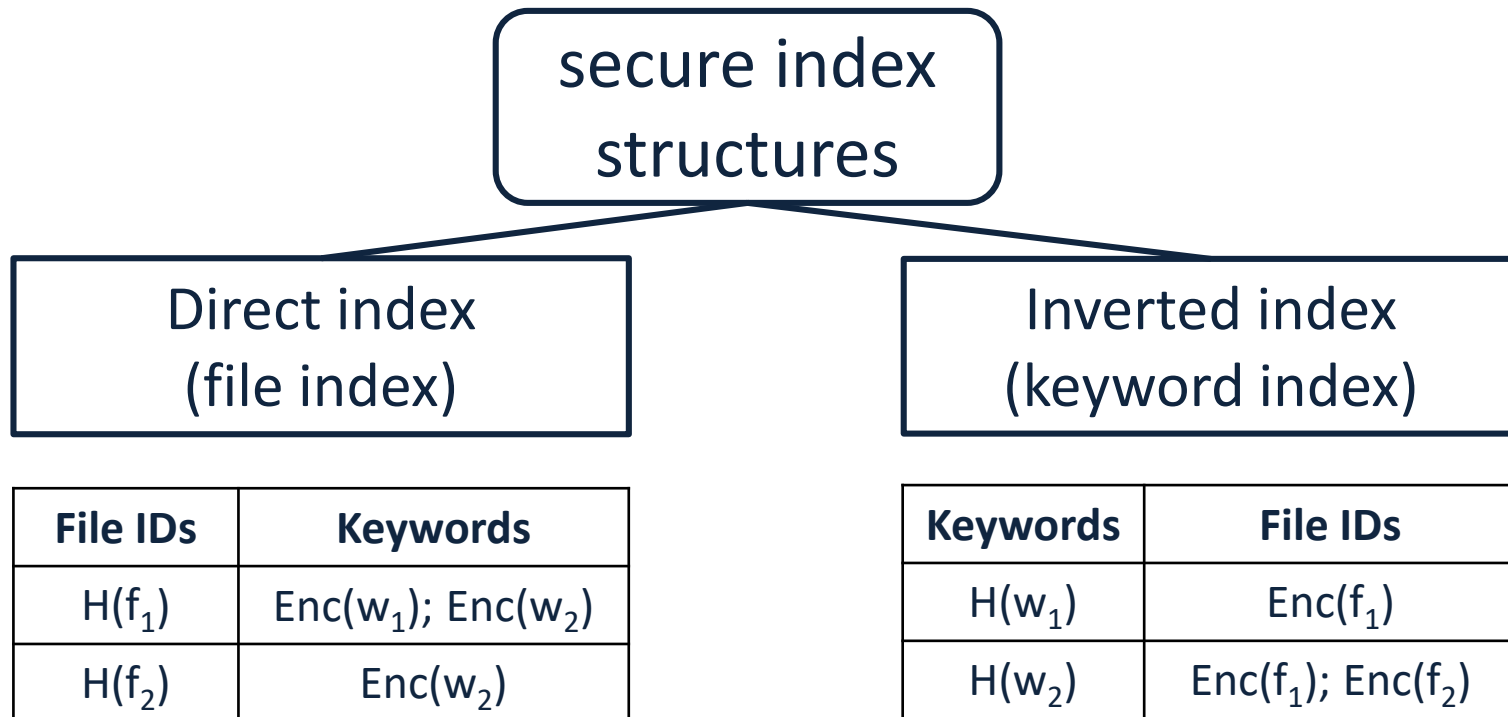 secure index
structures
Direct index
(file index)
Inverted index
(keyword index)
File IDs Keywords
H(f₁) Enc(w₁); Enc(w₂)
H(f₂) Enc(w₂)
Keywords File IDs
H(w₁) Enc(f₁)
H(w₂) Enc(f₁); Enc(f₂)